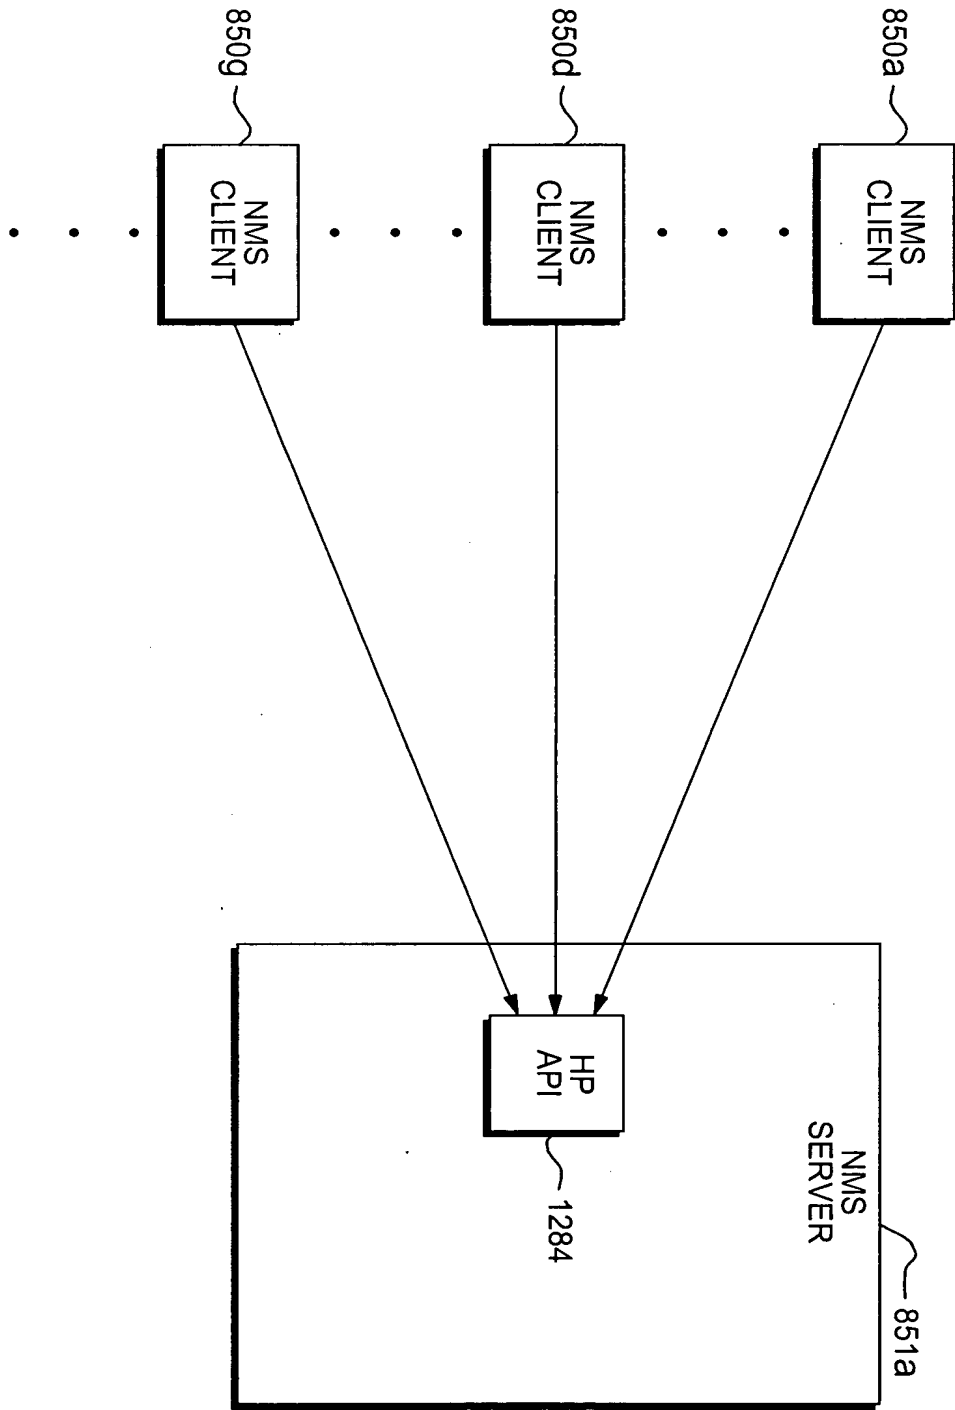 850a
NMS
CLIENT
850d
NMS
CLIENT
850g
NMS
CLIENT
NMS
SERVER
851a
HP
API
1284